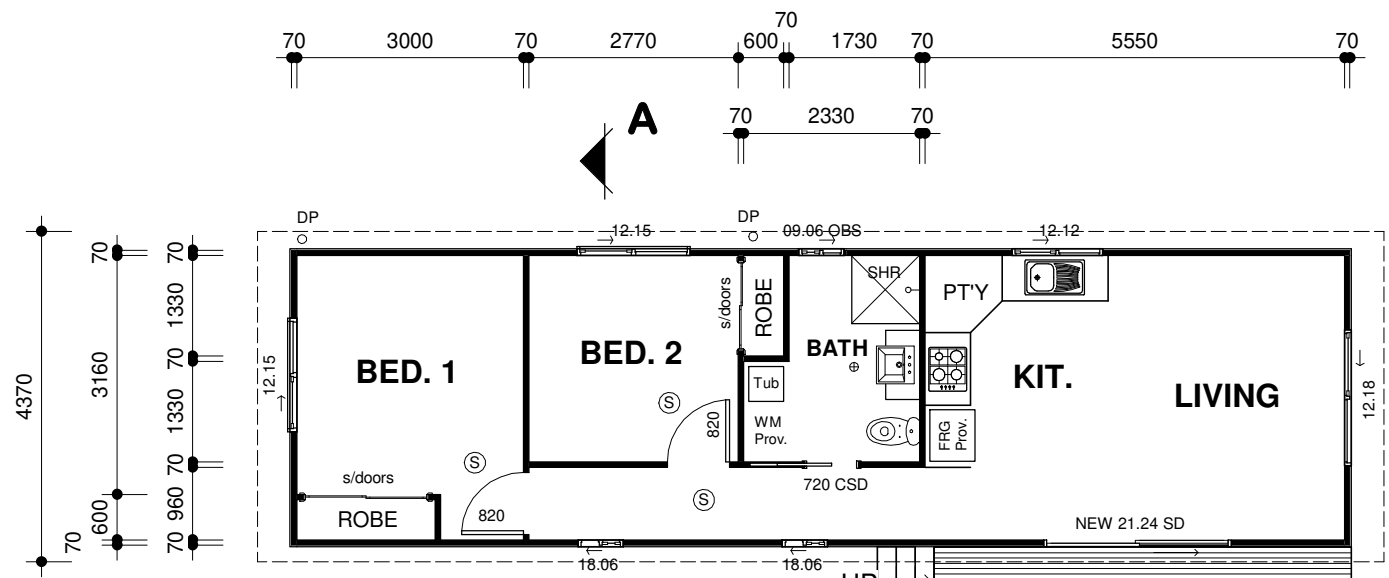 70
70 3000 70 2770 600 1730 70 5550 70
A
70 2330 70
DP
DP
12.15
09.06 OBS
12.12
70
70
1330
1330
70
3160
4370
70
1330
70
960
600
70
70
12.15
BED. 1
BED. 2
s/doors
ROBE
SHR
PT'Y
BATH
KIT.
LIVING
12.18
Tub
WM
Prov.
FRG
Prov.
S
S
S
820
820
s/doors
ROBE
720 CSD
NEW 21.24 SD
18.06
18.06